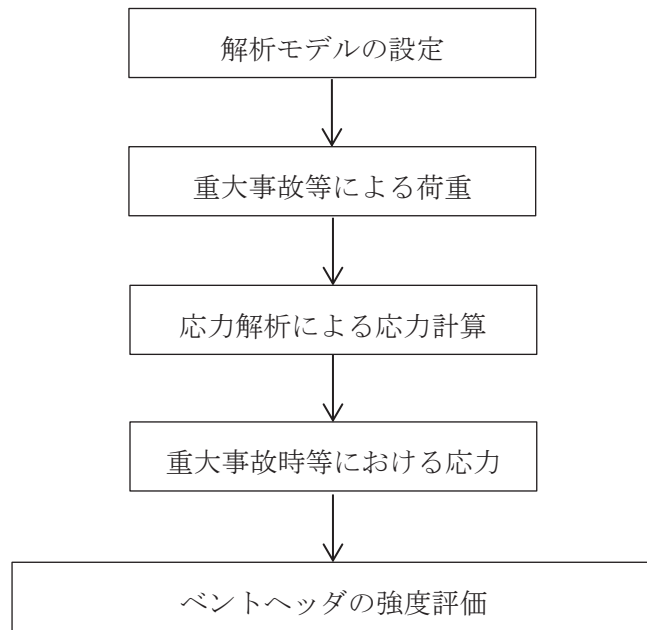 解析モデルの設定
重大事故等による荷重
応力解析による応力計算
重大事故時等における応力
ベントヘッダの強度評価